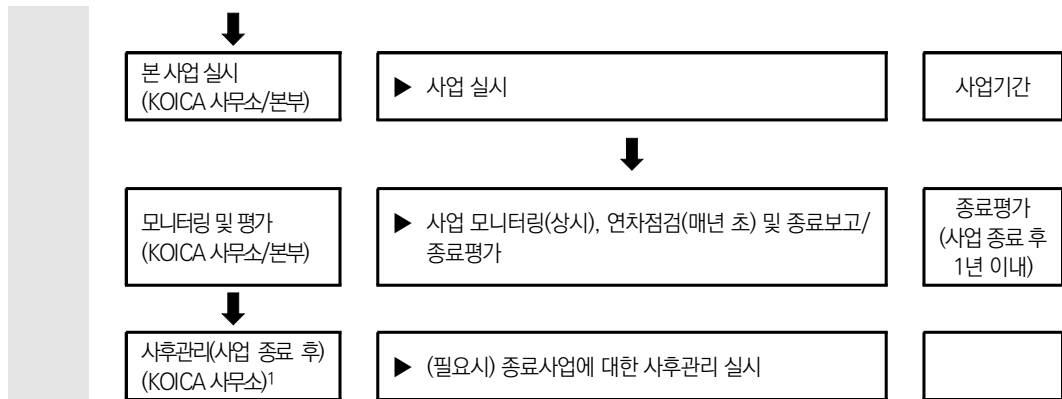 본 사업 실시
(KOICA 사무소/본부)
▶ 사업 실시
사업기간
모니터링 및 평가
(KOICA 사무소/본부)
▶ 사업 모니터링(상시), 연차점검(매년 초) 및 종료보고/
종료평가
종료평가
(사업 종료 후
1년 이내)
사후관리(사업 종료 후)
(KOICA 사무소)1
▶ (필요시) 종료사업에 대한 사후관리 실시